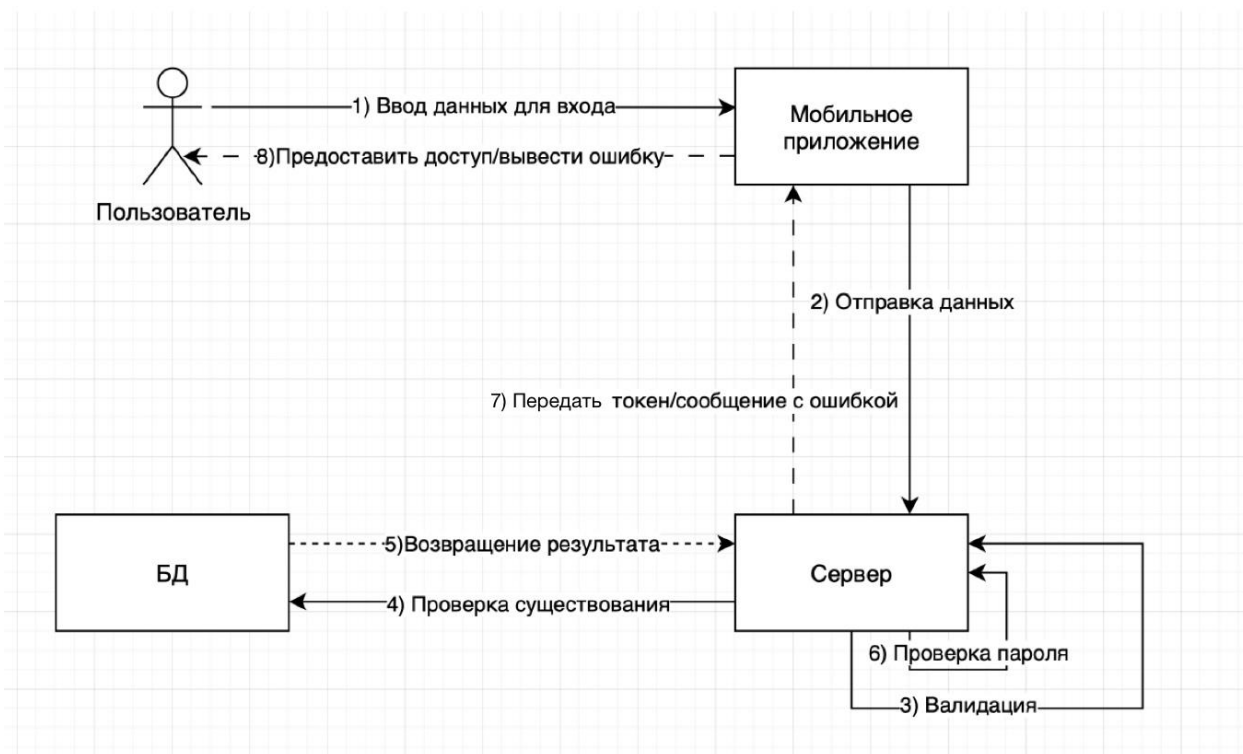 1) Ввод данных для входа
Мобильное
приложение
8)Предоставить доступ/вывести ошибку
Пользователь
2) Отправка данных
7) Передать токен/сообщение с ошибкой
5)Возвращение результата
БД
Сервер
4) Проверка существования
6) Проверка пароля
3) Валидация